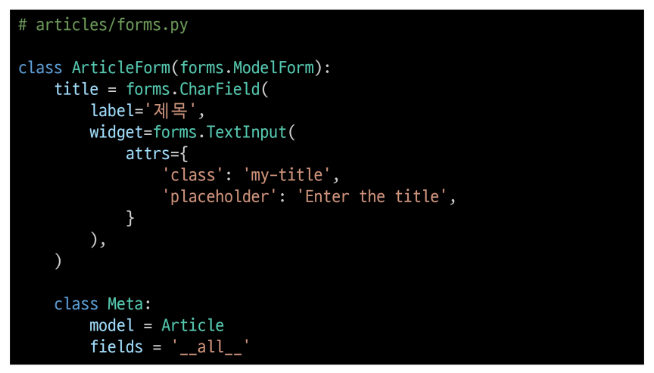 # articles/forms.py
class ArticleForm(forms.ModelForm):
    title = forms.CharField(
        label='제목',
        widget=forms.TextInput(
            attrs={
                'class': 'my-title',
                'placeholder': 'Enter the title',
            }
        ),
    )
    class Meta:
        model = Article
        fields = '__all__'